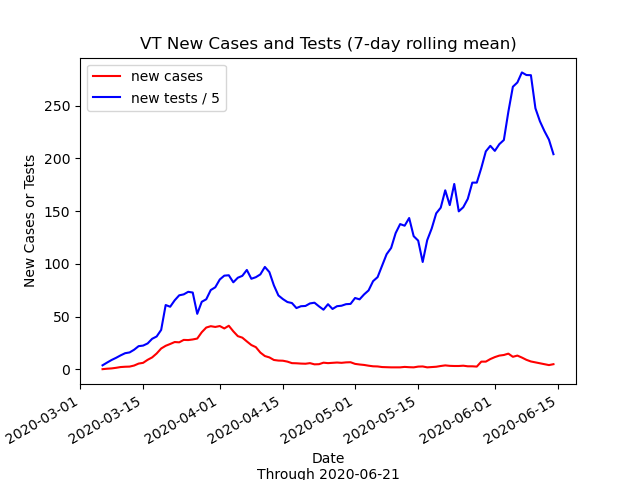 VT New Cases and Tests (7-day rolling mean)
new cases
new tests / 5
New Cases or Tests
250
200
150
100
50
0
2020-03-01
2020-03-15
2020-04-01
2020-04-15
2020-05-01
2020-05-15
2020-06-01
2020-06-15
Date
Through 2020-06-21